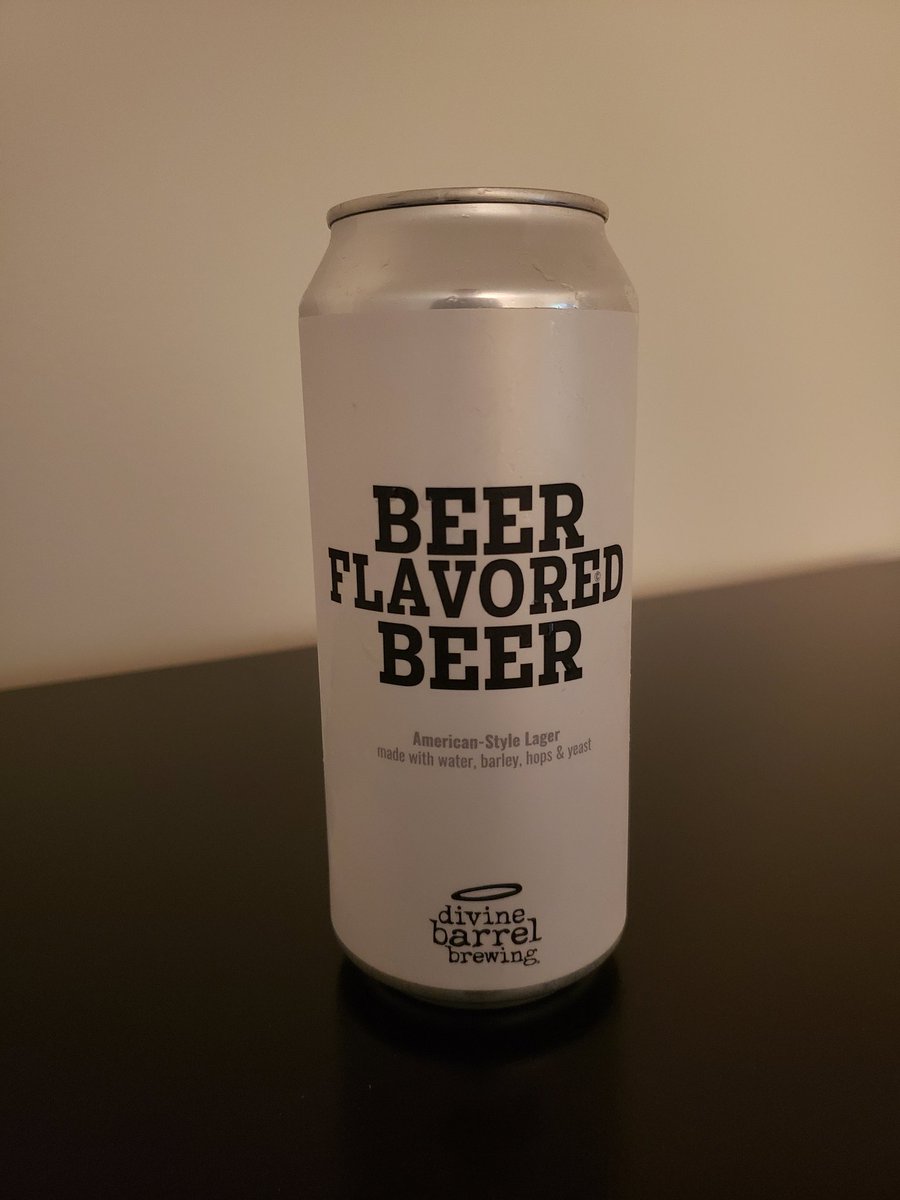 BEER
FLAVORED
BEER
American-Style Lager
made with water, barley, hops & yeast
divine
barrel
brewing